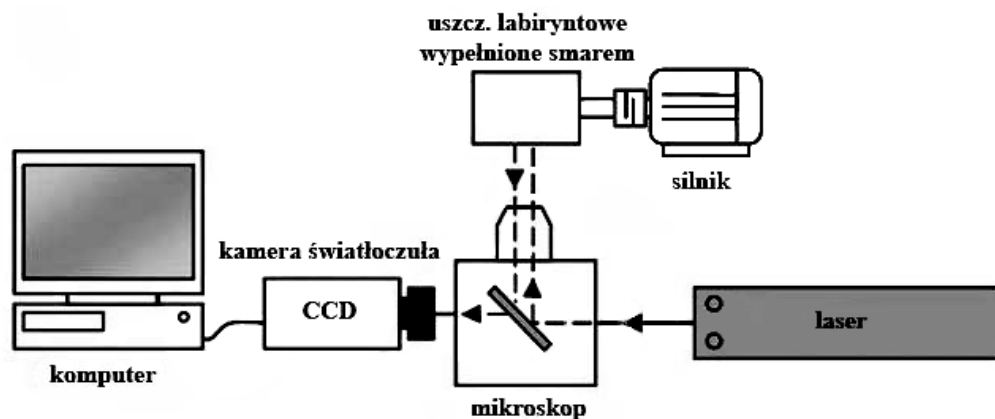 uszcz. labiryntowe
wypełnione smarem
silnik
kamera światłoczuła
CCD
laser
komputer
mikroskop